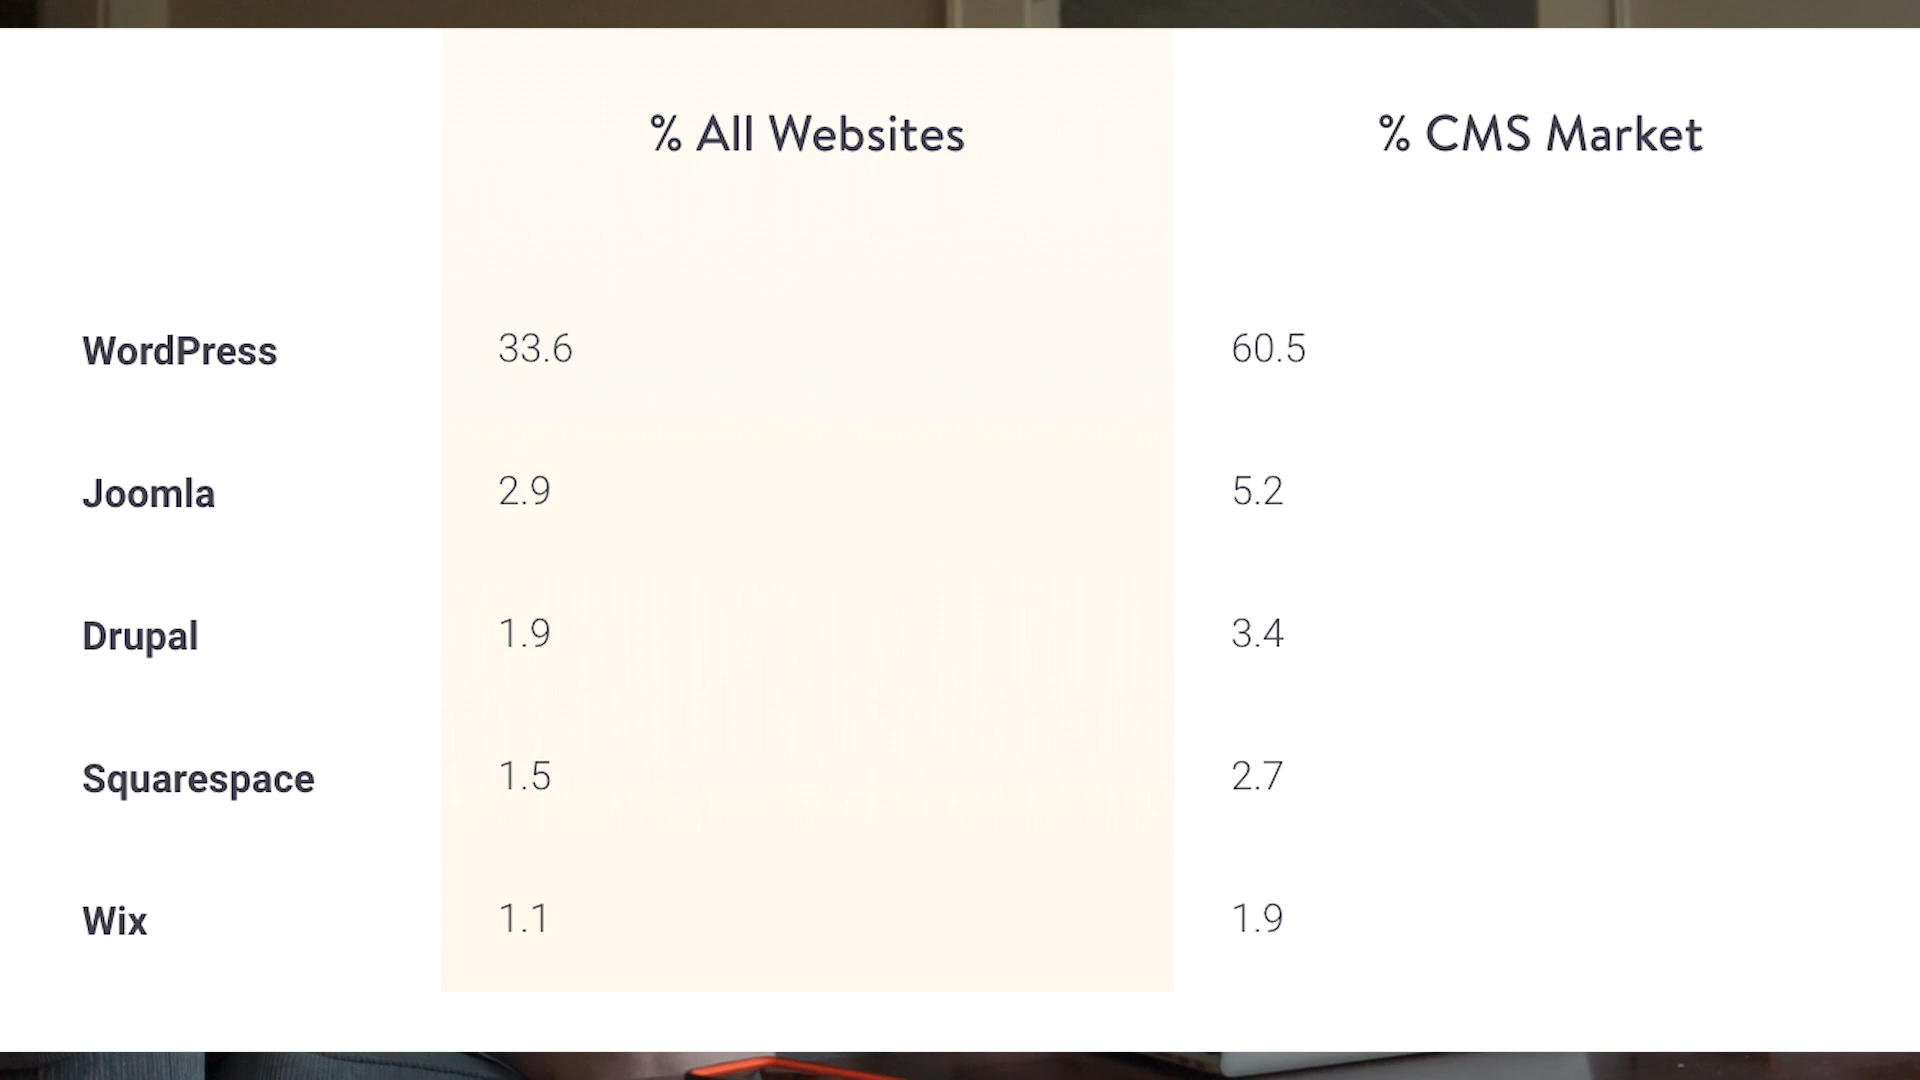 % All Websites % CMS Market
WordPress 33.6 60.5
Joomla 2.9 5.2
Drupal 1.9 3.4
Squarespace 1.5 2.7
Wix 1.1 1.9